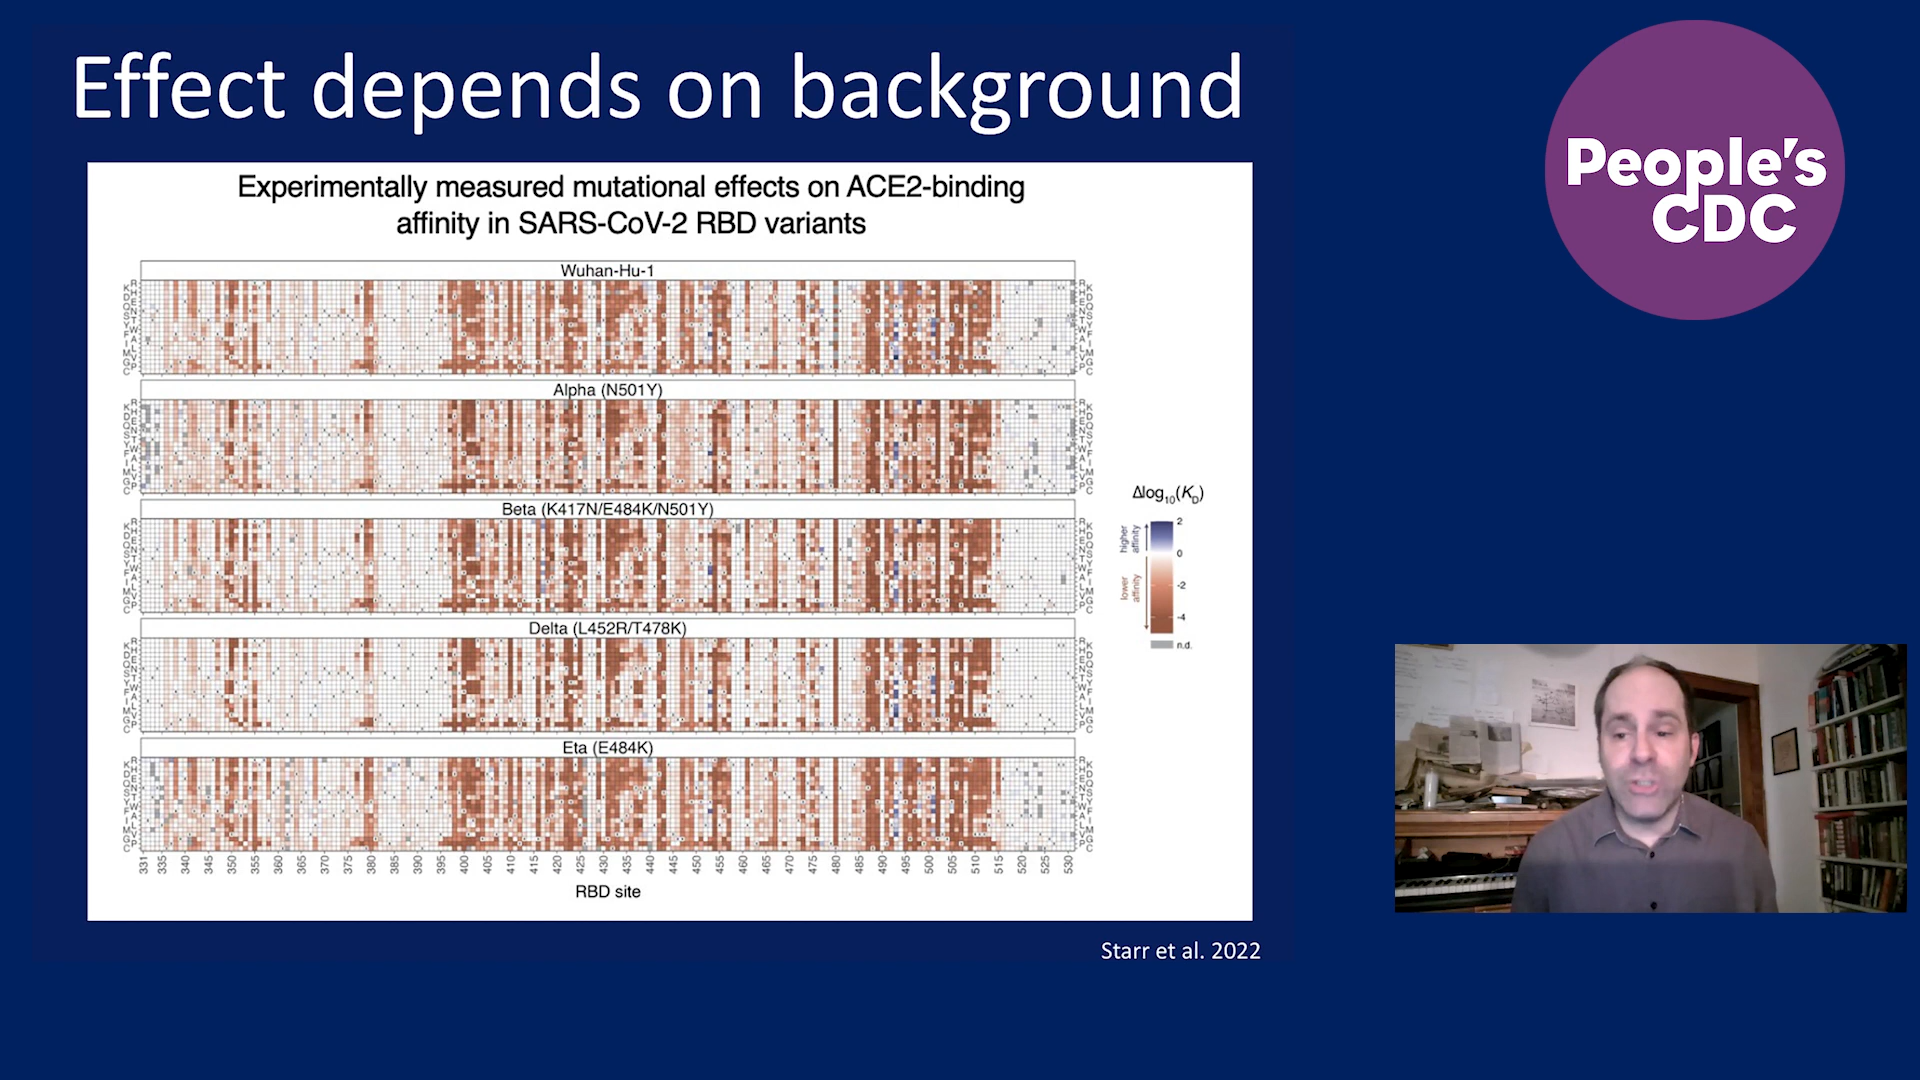 Effect depends on background
People's
CDC
Experimentally measured mutational effects on ACE2-binding
affinity in SARS-CoV-2 RBD variants
Wuhan-Hu-1
Alpha (N501Y)
Beta (K417N/E484K/N501Y)
Delta (L452R/T478K)
Eta (E484K)
331 335 340 345 350 355 360 365 370 375 380 385 390 395 400 405 410 415 420 425 430 435 440 445 450 455 460 465 470 475 480 485 490 495 500 505 510 515 520 525 530
RBD site
Δlog10(KD)
higher
affinity
lower
affinity
2
0
-2
-4
n.d.
Starr et al. 2022